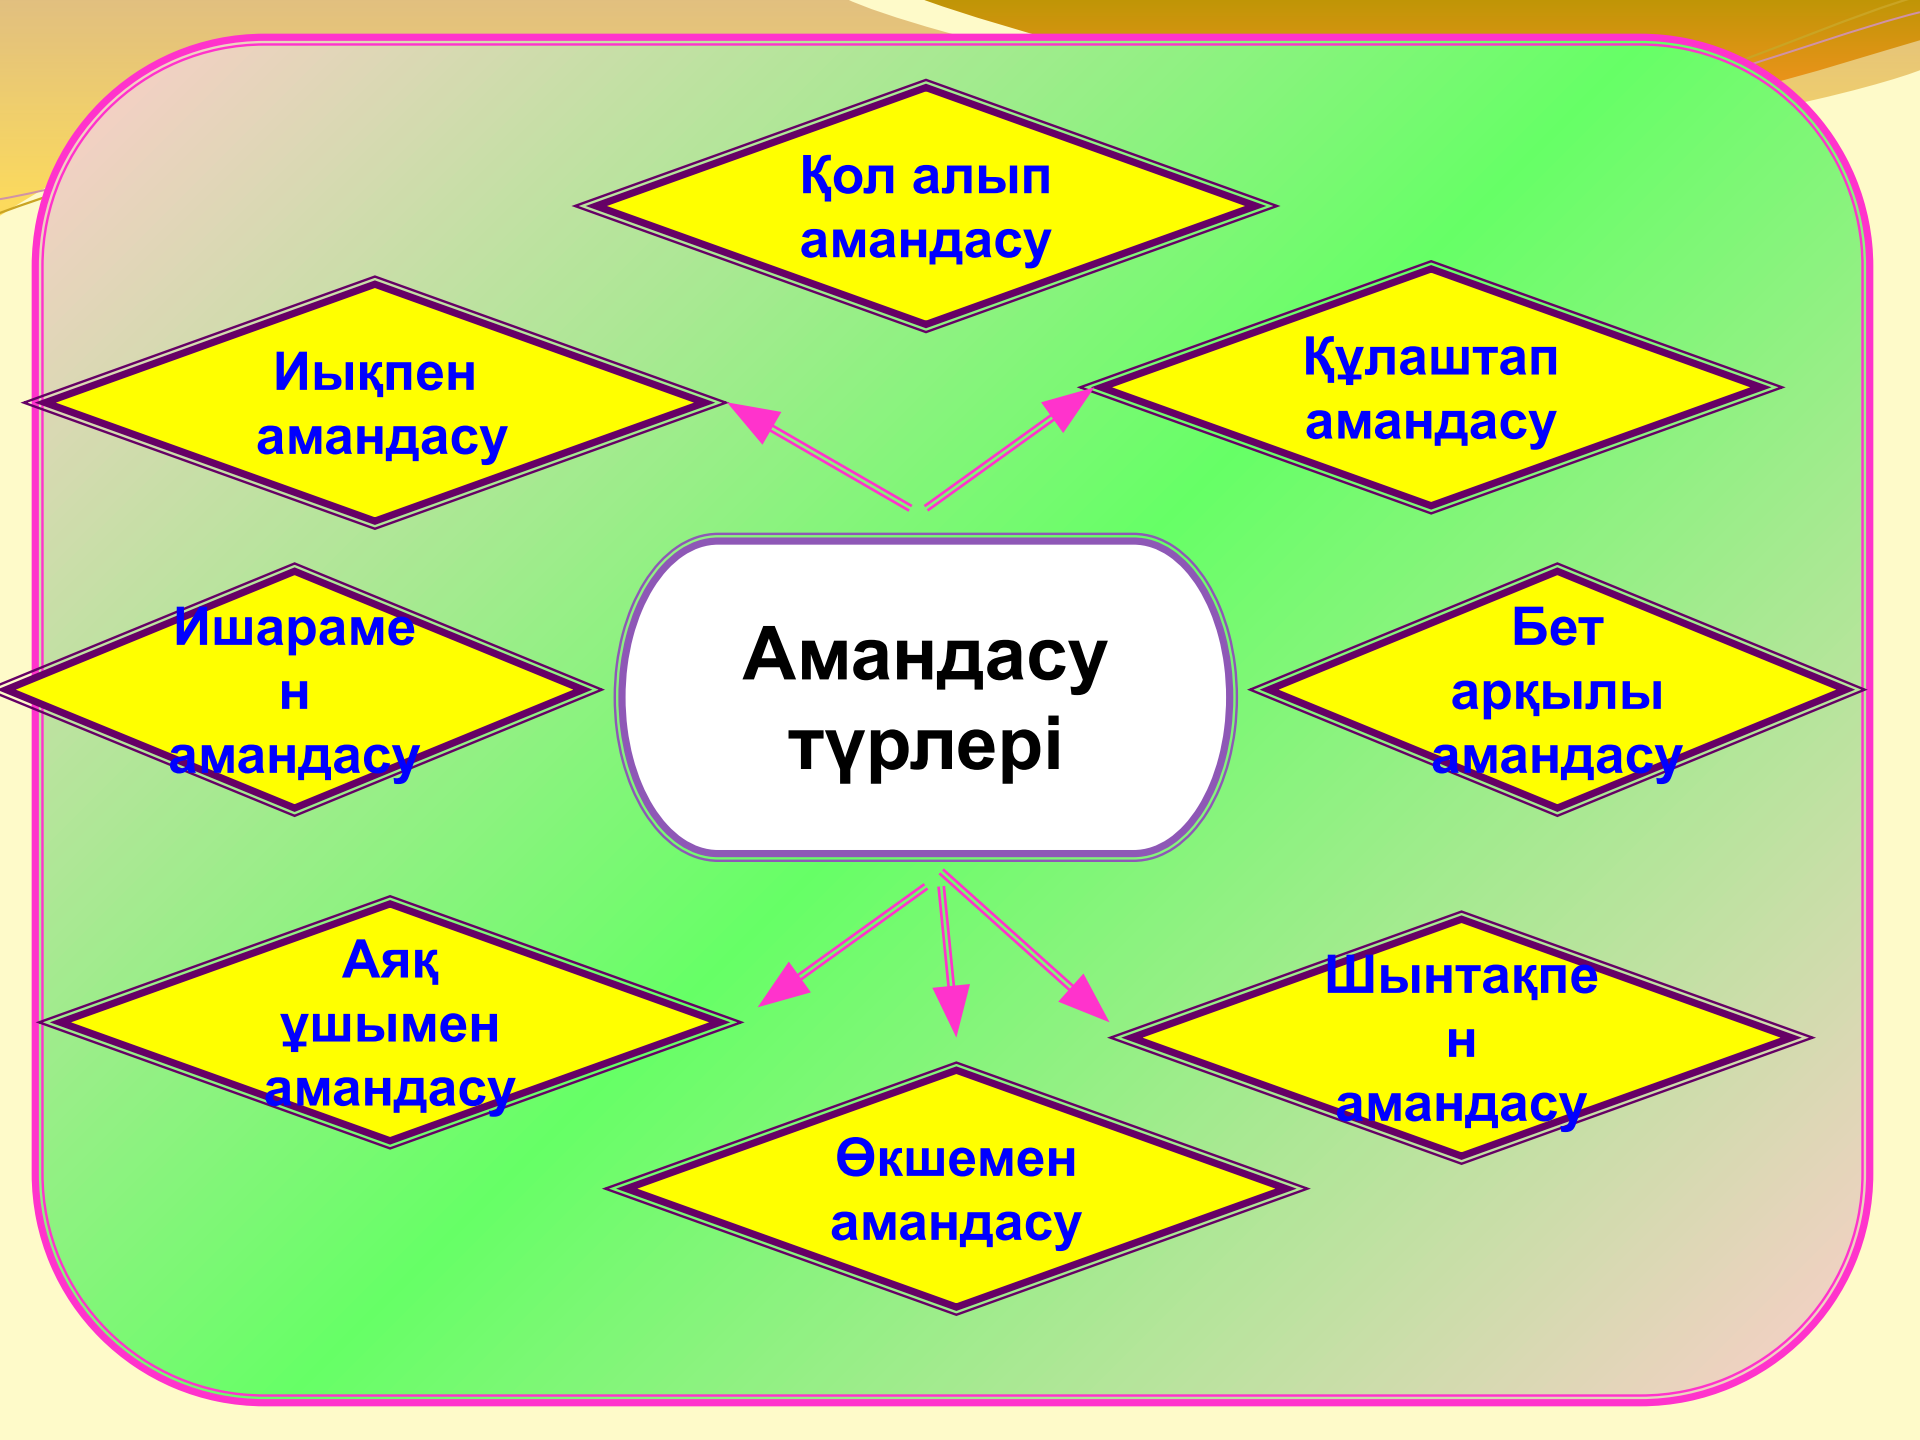 Қол алып
амандасу
Иықпен
амандасу
Құлаштап
амандасу
Ишараме
н
амандасу
Амандасу
түрлері
Бет
арқылы
амандасу
Аяқ
ұшымен
амандасу
Шынтақпе
н
амандасу
Өкшемен
амандасу